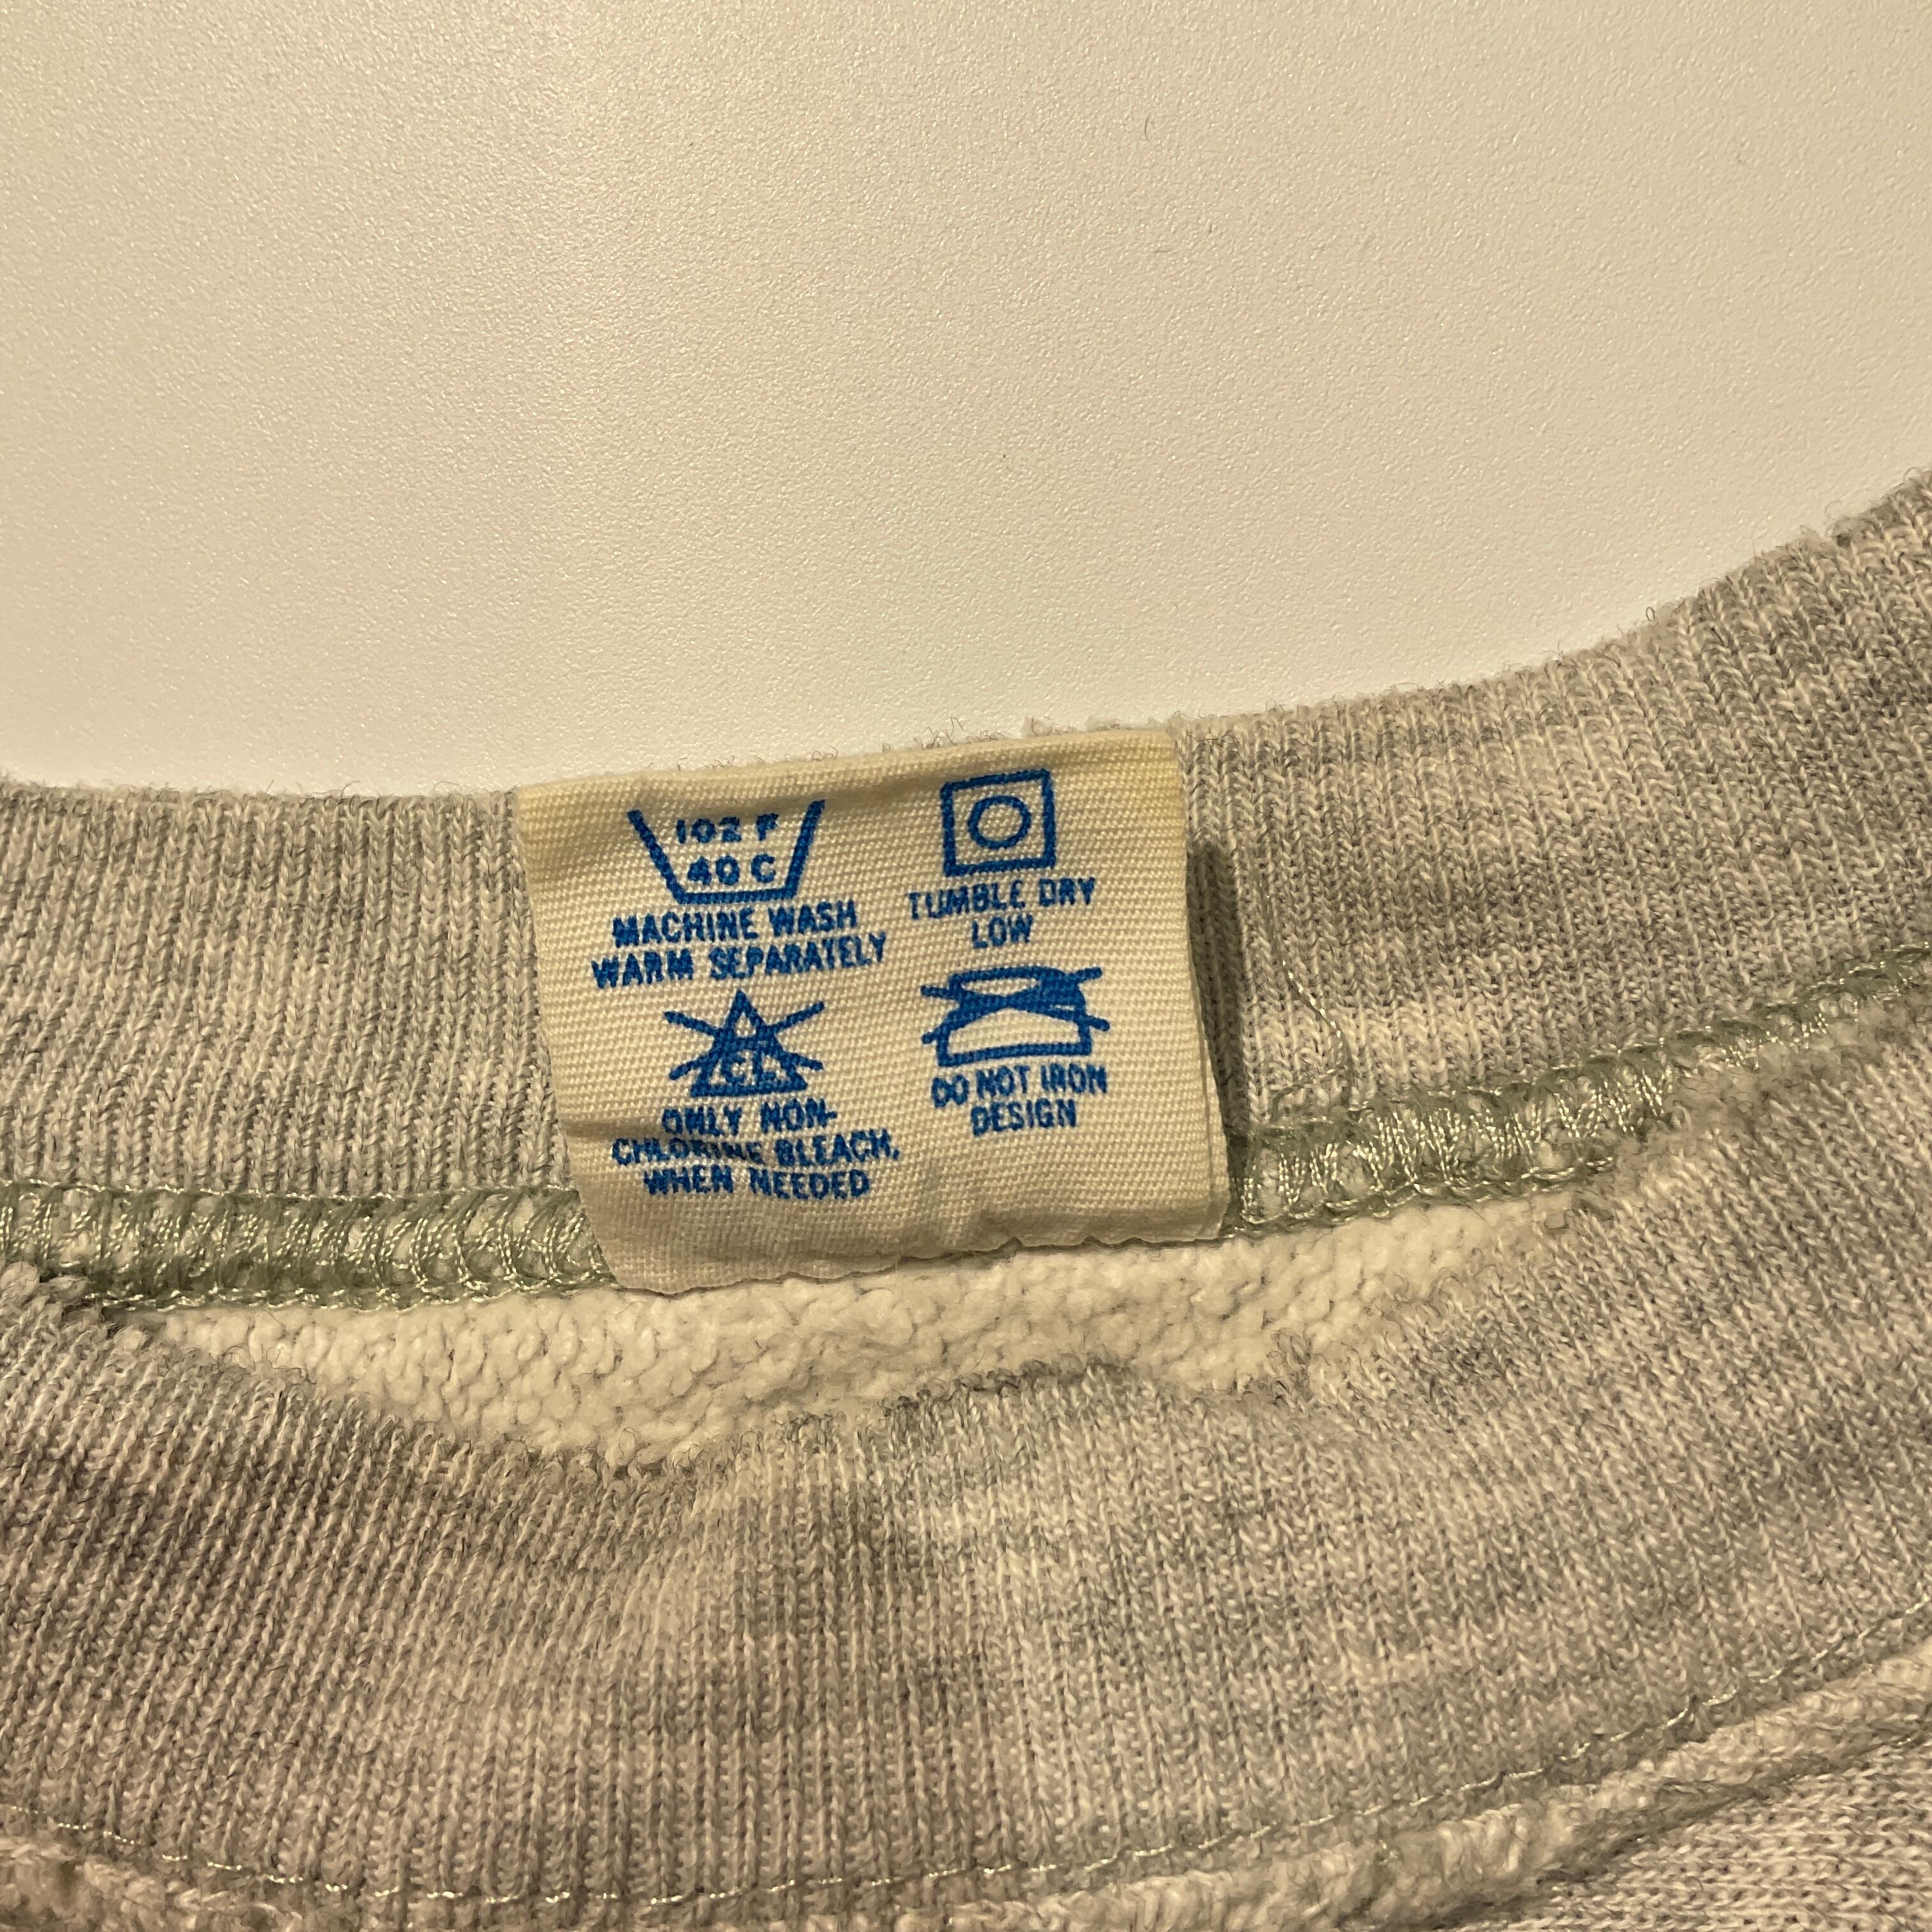 102 F
40 C
MACHINE WASH
WARM SEPARATELY
TUMBLE DRY
LOW
CL
ONLY NON-
CHLORINE BLEACH,
WHEN NEEDED
DO NOT IRON
DESIGN